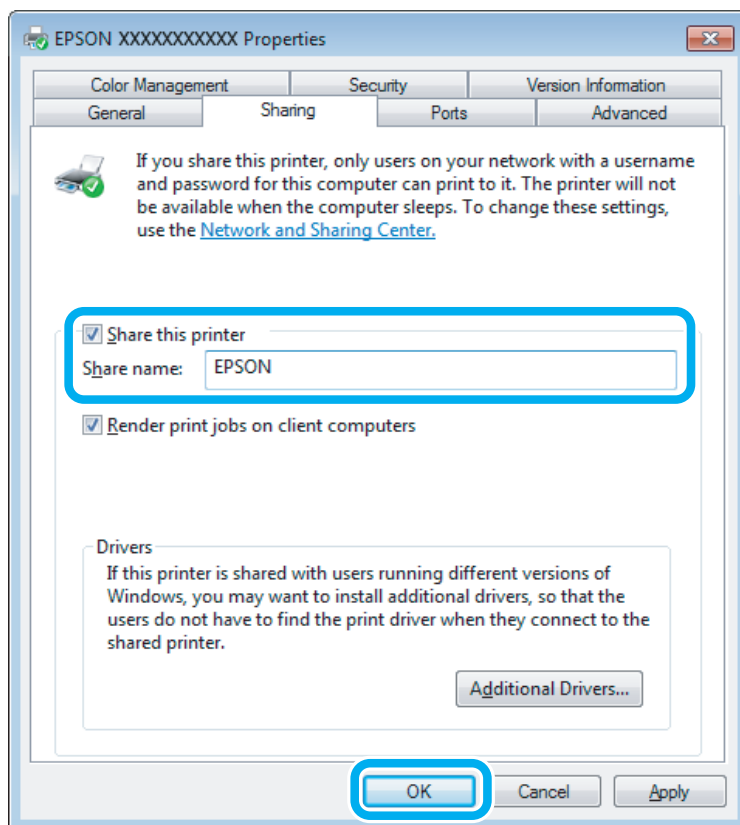 EPSON XXXXXXXXXXX Properties
Color Management Security Version Information
General Sharing Ports Advanced
If you share this printer, only users on your network with a username
and password for this computer can print to it. The printer will not
be available when the computer sleeps. To change these settings,
use the Network and Sharing Center.
Share this printer
Share name: EPSON
Render print jobs on client computers
Drivers
If this printer is shared with users running different versions of
Windows, you may want to install additional drivers, so that the
users do not have to find the print driver when they connect to the
shared printer.
Additional Drivers...
OK Cancel Apply